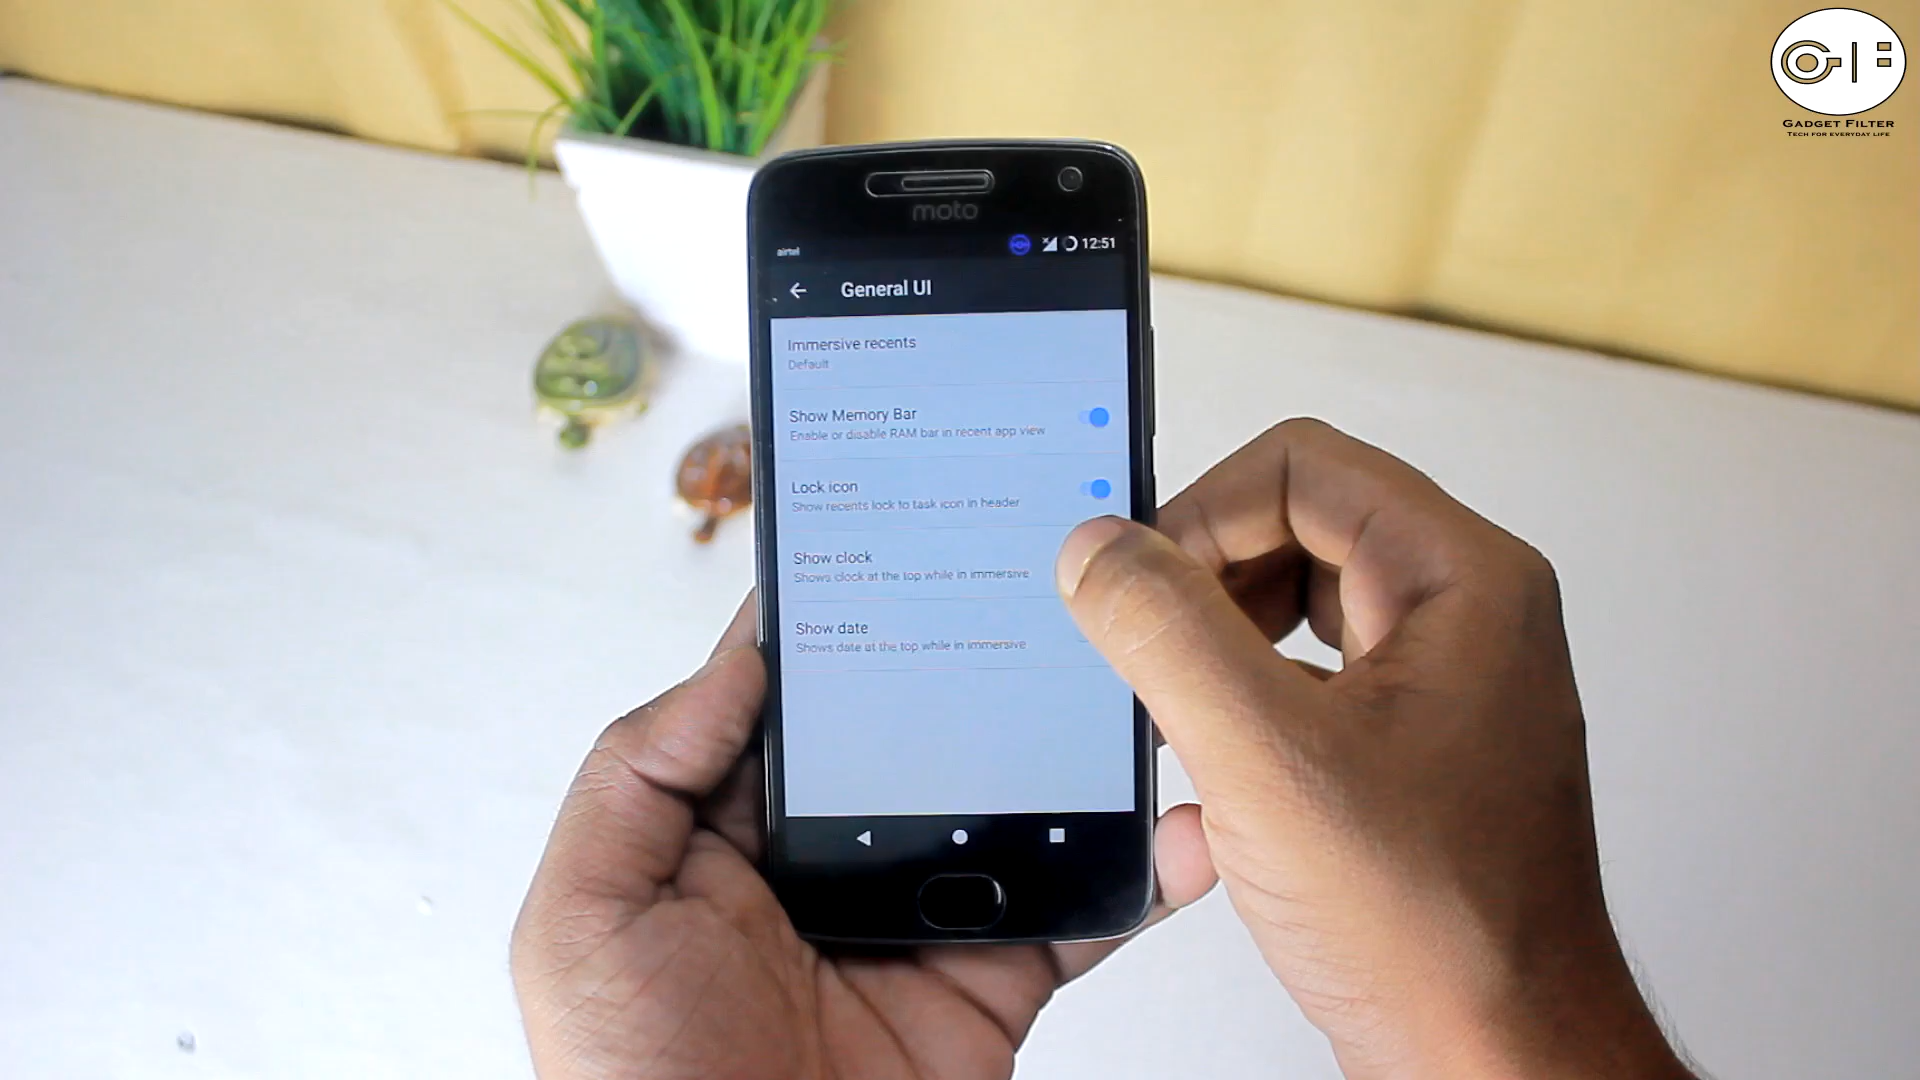 GADGET FILTER
TECH FOR EVERYDAY LIFE
moto
airtel
12:51
General UI
Immersive recents
Default
Show Memory Bar
Enable or disable RAM bar in recent app view
Lock icon
Show recents lock to task icon in header
Show clock
Shows clock at the top while in immersive
Show date
Shows date at the top while in immersive